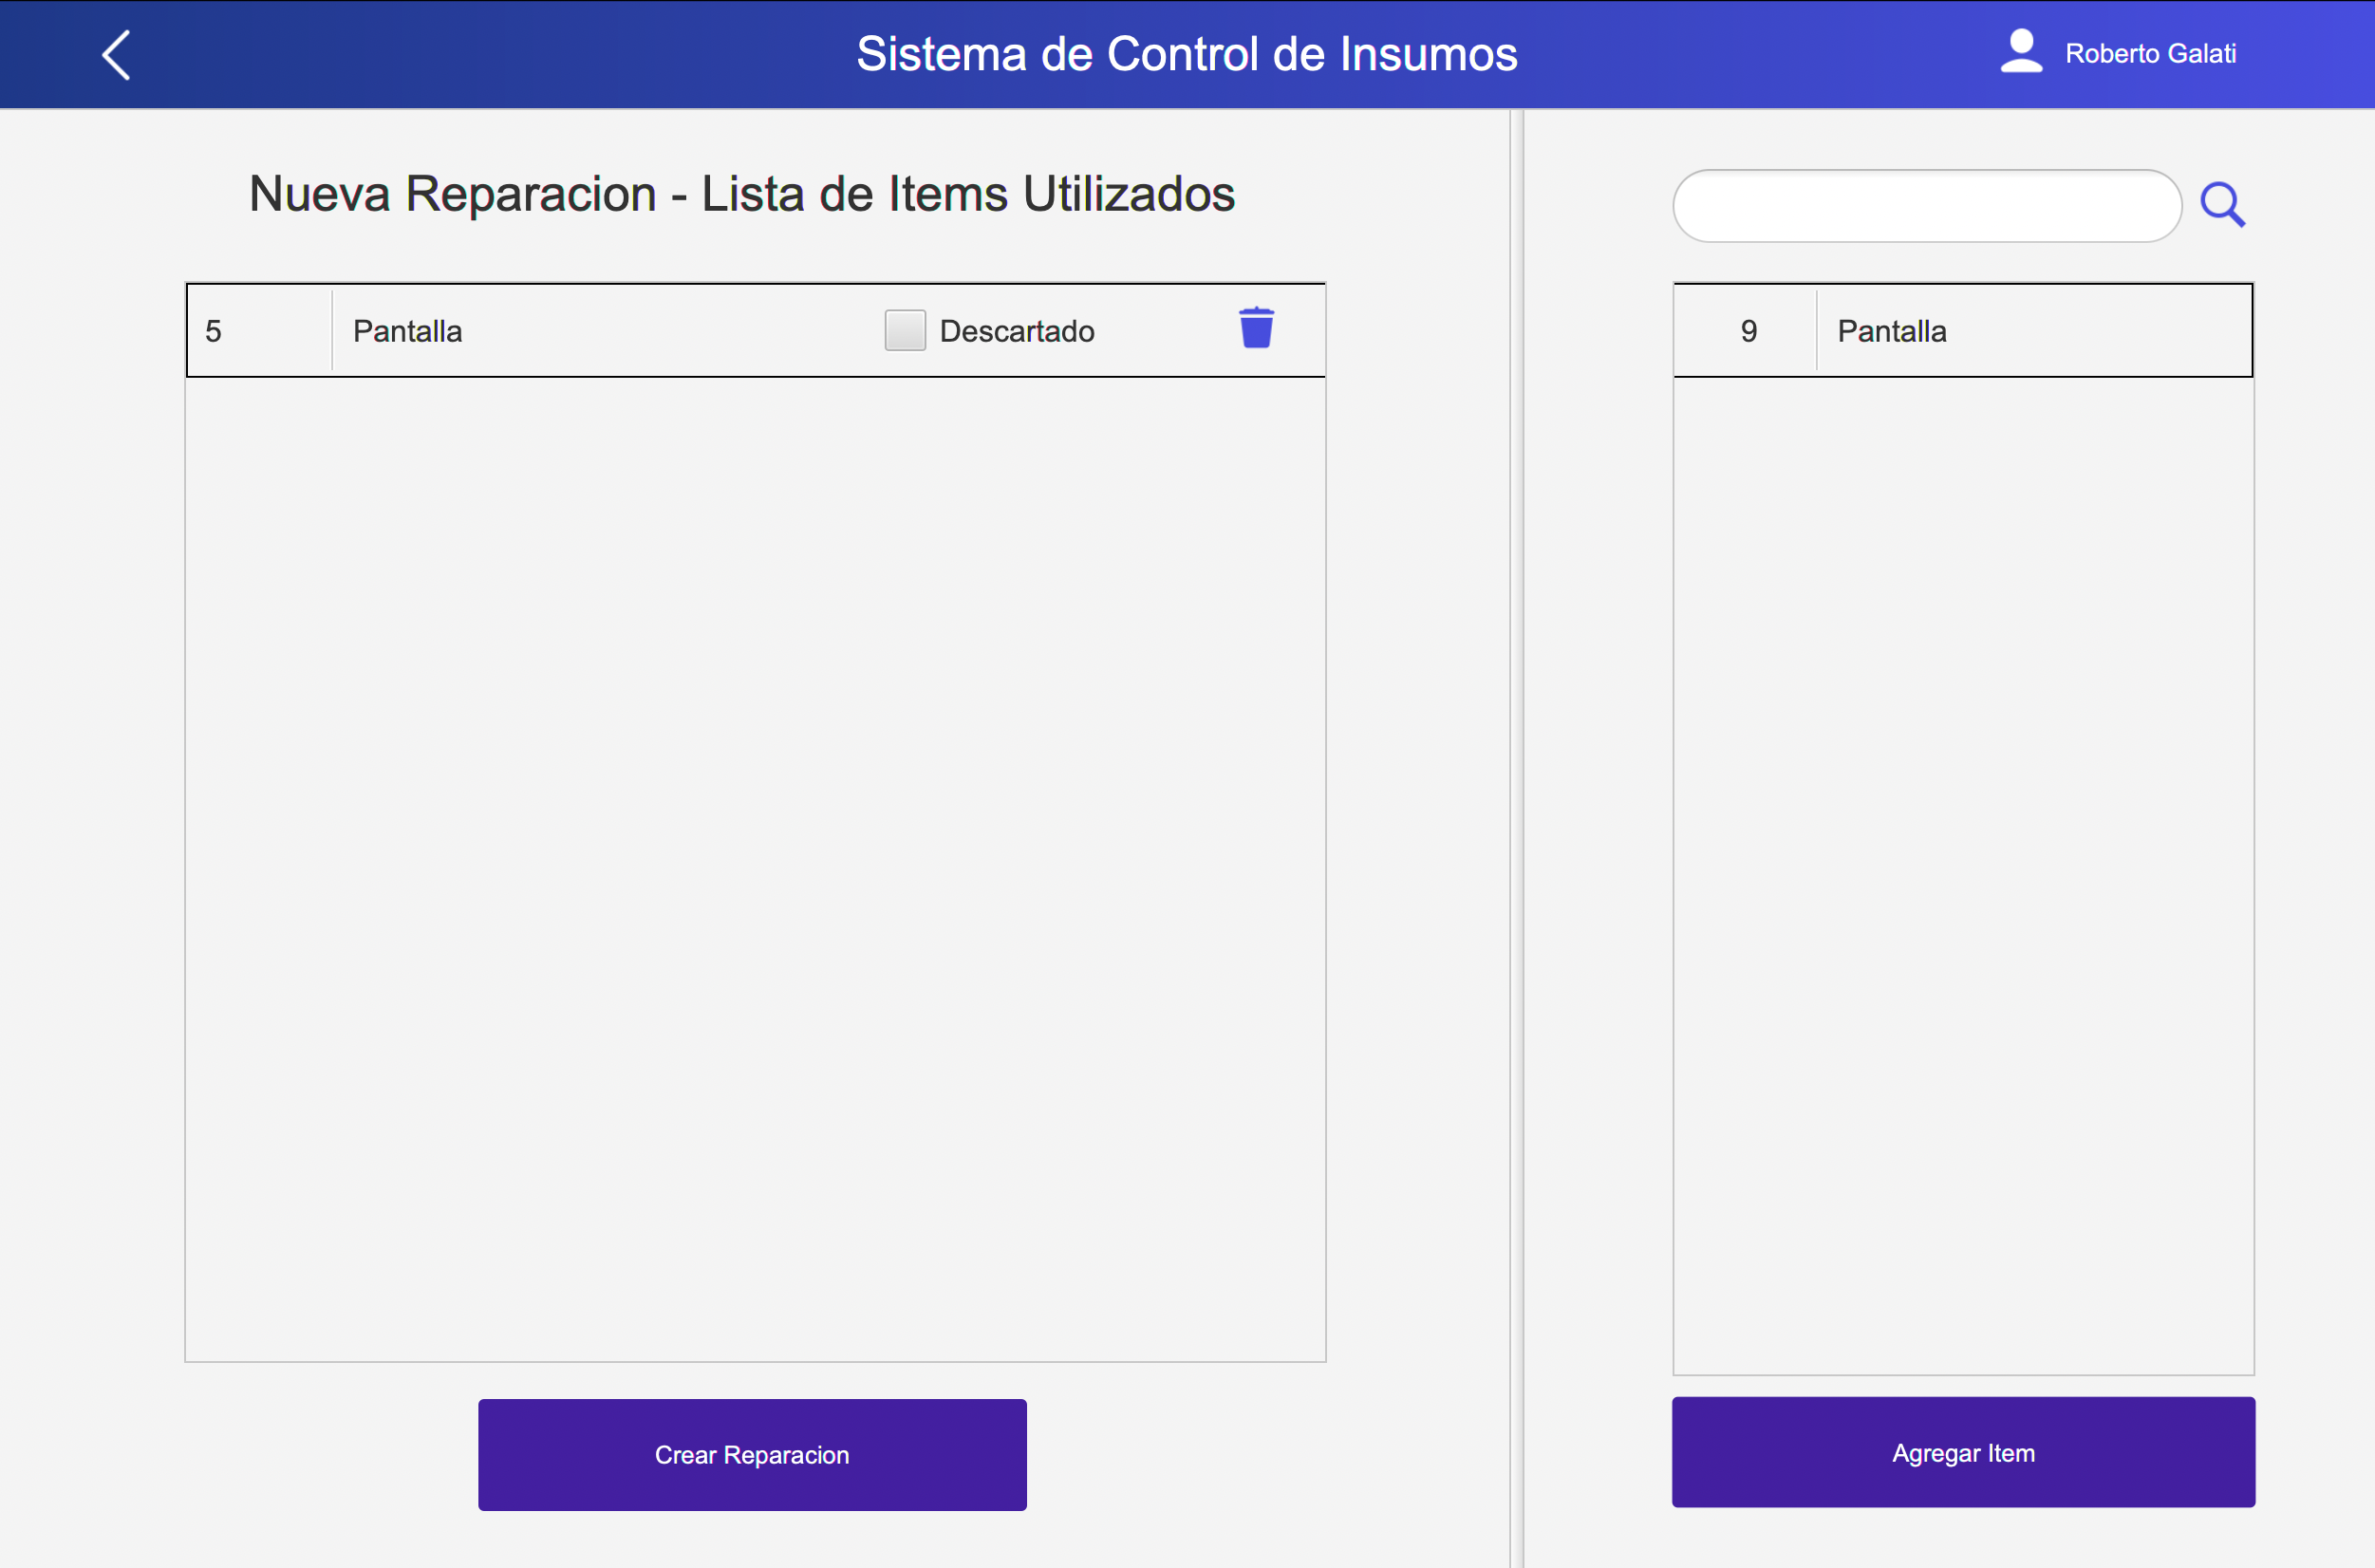 Sistema de Control de Insumos
Roberto Galati
Nueva Reparacion - Lista de Items Utilizados
5 Pantalla Descartado
9 Pantalla
Crear Reparacion
Agregar Item